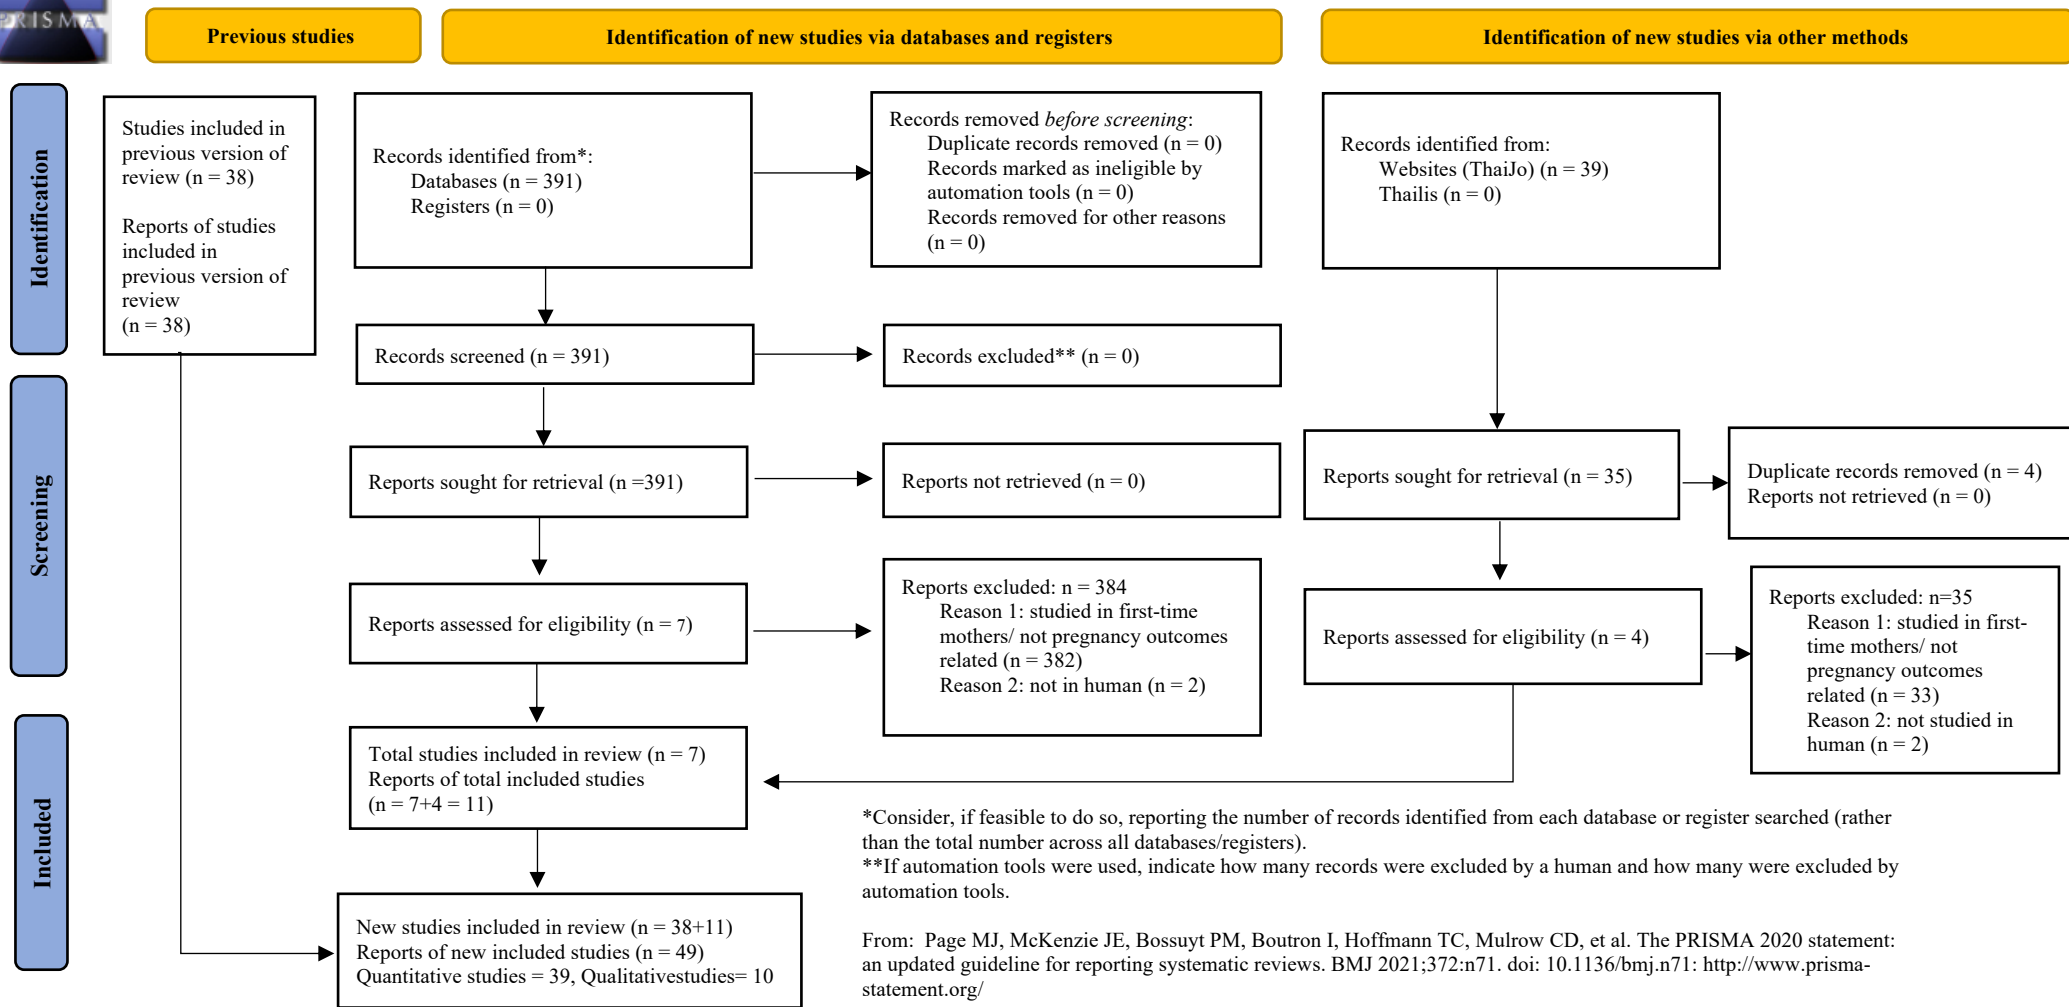 PRISMA
Previous studies
Identification of new studies via databases and registers
Identification of new studies via other methods
Identification
Studies included in
previous version of
review (n = 38)
Reports of studies
included in
previous version of
review
(n = 38)
Records identified from*:
Databases (n = 391)
Registers (n = 0)
Records removed before screening:
Duplicate records removed (n = 0)
Records marked as ineligible by
automation tools (n = 0)
Records removed for other reasons
(n = 0)
Records identified from:
Websites (ThaiJo) (n = 39)
Thailis (n = 0)
Records screened (n = 391)
Records excluded** (n = 0)
Screening
Reports sought for retrieval (n =391)
Reports not retrieved (n = 0)
Reports sought for retrieval (n = 35)
Duplicate records removed (n = 4)
Reports not retrieved (n = 0)
Reports assessed for eligibility (n = 7)
Reports excluded: n = 384
Reason 1: studied in first-time
mothers/ not pregnancy outcomes
related (n = 382)
Reason 2: not in human (n = 2)
Reports assessed for eligibility (n = 4)
Reports excluded: n=35
Reason 1: studied in first-
time mothers/ not
pregnancy outcomes
related (n = 33)
Reason 2: not studied in
human (n = 2)
Included
Total studies included in review (n = 7)
Reports of total included studies
(n = 7+4 = 11)
New studies included in review (n = 38+11)
Reports of new included studies (n = 49)
Quantitative studies = 39, Qualitativestudies= 10
*Consider, if feasible to do so, reporting the number of records identified from each database or register searched (rather
than the total number across all databases/registers).
**If automation tools were used, indicate how many records were excluded by a human and how many were excluded by
automation tools.
From: Page MJ, McKenzie JE, Bossuyt PM, Boutron I, Hoffmann TC, Mulrow CD, et al. The PRISMA 2020 statement:
an updated guideline for reporting systematic reviews. BMJ 2021;372:n71. doi: 10.1136/bmj.n71: http://www.prisma-
statement.org/